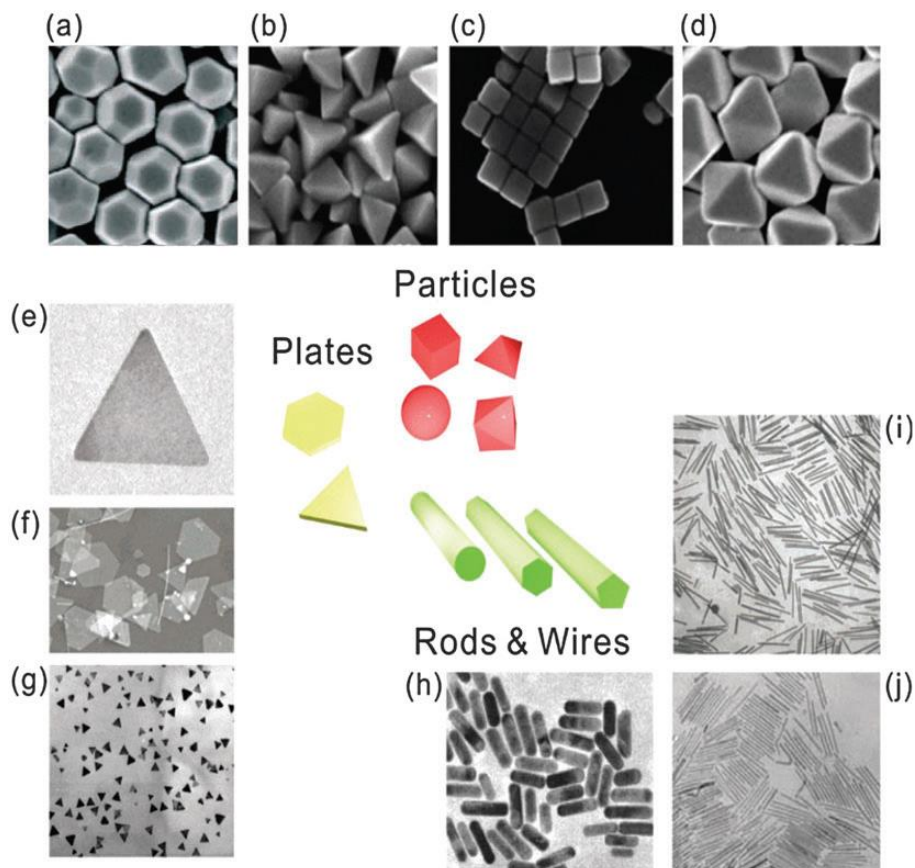 (a)
(b)
(c)
(d)
Particles
(e)
Plates
(i)
(f)
Rods & Wires
(g)
(h)
(j)